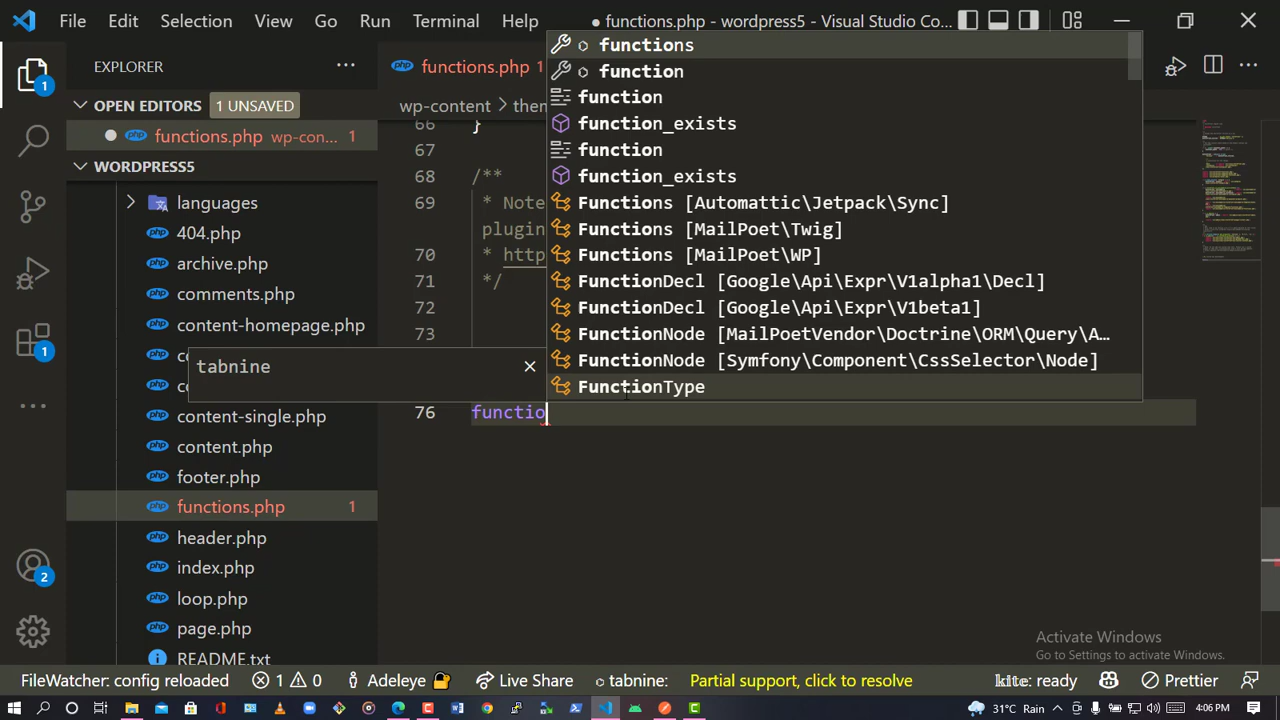 File Edit Selection View Go Run Terminal Help
● functions.php - wordpress5 - Visual Studio Co...
EXPLORER
OPEN EDITORS 1 UNSAVED
functions.php wp-con... 1
WORDPRESS5
languages
404.php
archive.php
comments.php
content-homepage.php
co
co
content-single.php
content.php
footer.php
functions.php 1
header.php
index.php
loop.php
page.php
README.txt
1
1
2
tabnine
functions.php 1
wp-content > then
66 }
67
68 /**
69 * Note
plugin
70 * http
71 */
72
73
76 functio
functions
function
function
function_exists
function
function_exists
Functions [Automattic\Jetpack\Sync]
Functions [MailPoet\Twig]
Functions [MailPoet\WP]
FunctionDecl [Google\Api\Expr\V1alpha1\Decl]
FunctionDecl [Google\Api\Expr\V1beta1]
FunctionNode [MailPoetVendor\Doctrine\ORM\Query\A...
FunctionNode [Symfony\Component\CssSelector\Node]
FunctionType
Activate Windows
Go to Settings to activate Windows.
FileWatcher: config reloaded 1 0 Adeleye Live Share tabnine: Partial support, click to resolve kite: ready Prettier
31°C Rain ENG 4:06 PM